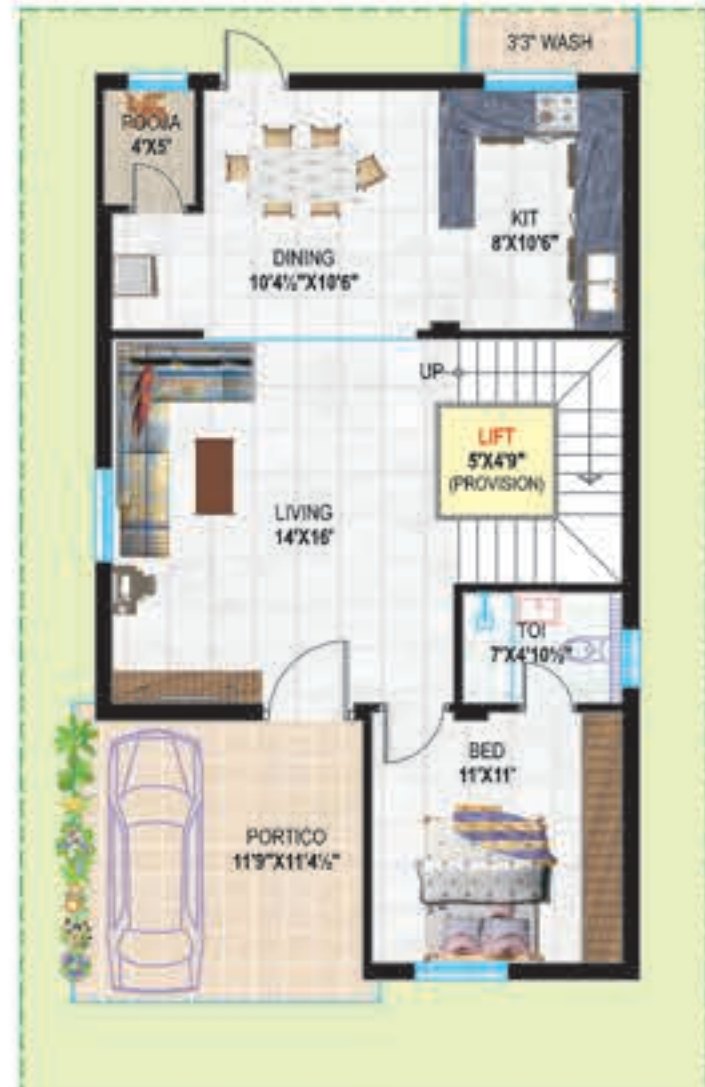 3'3" WASH
POOJA
4'X5'
KIT
8'X10'6"
DINING
10'4½"X10'6"
UP
LIFT
5'X4'9"
(PROVISION)
LIVING
14'X16'
TOI
7'X4'10½"
BED
11'X11'
PORTICO
11'9"X11'4½"